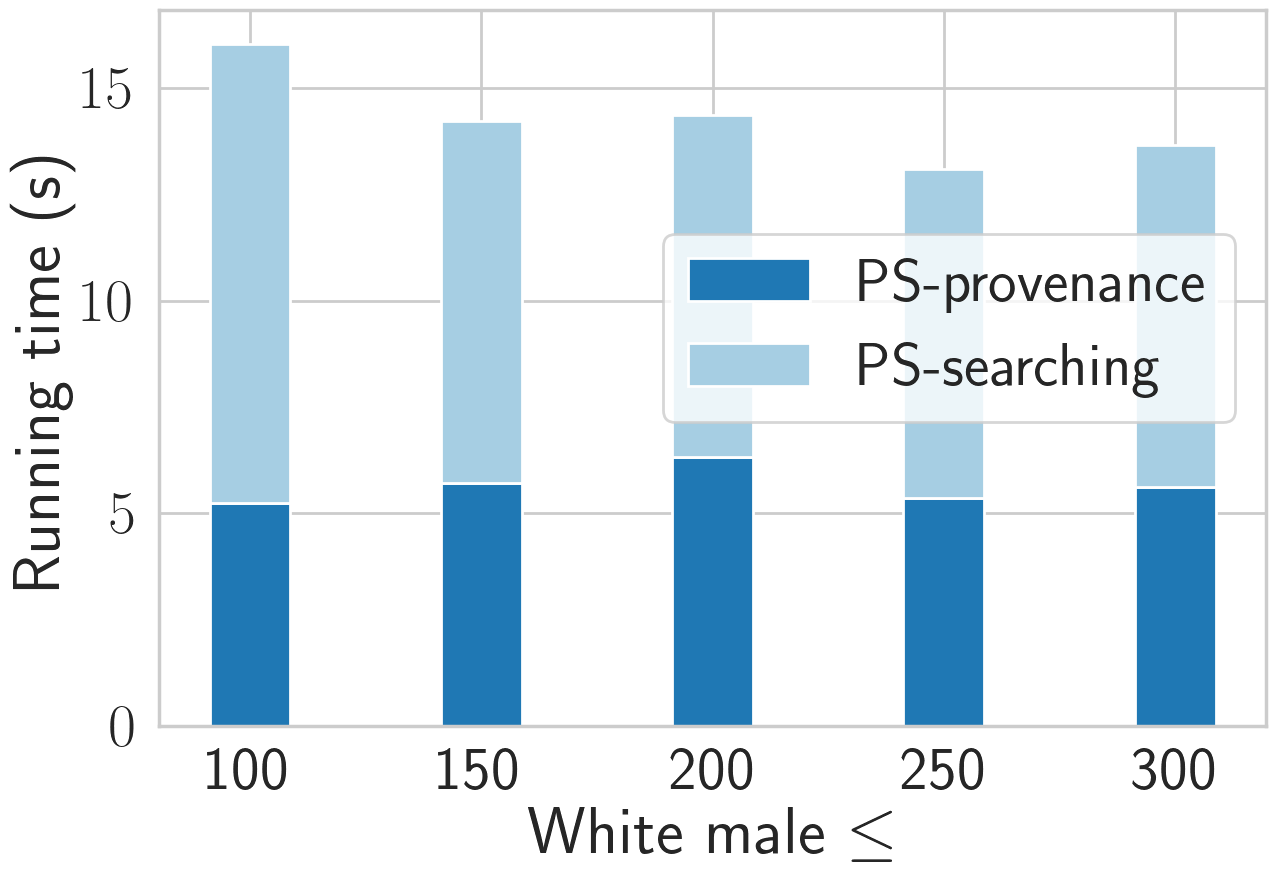 Running time (s)
15
10
5
0
PS-provenance
PS-searching
100 150 200 250 300
White male ≤